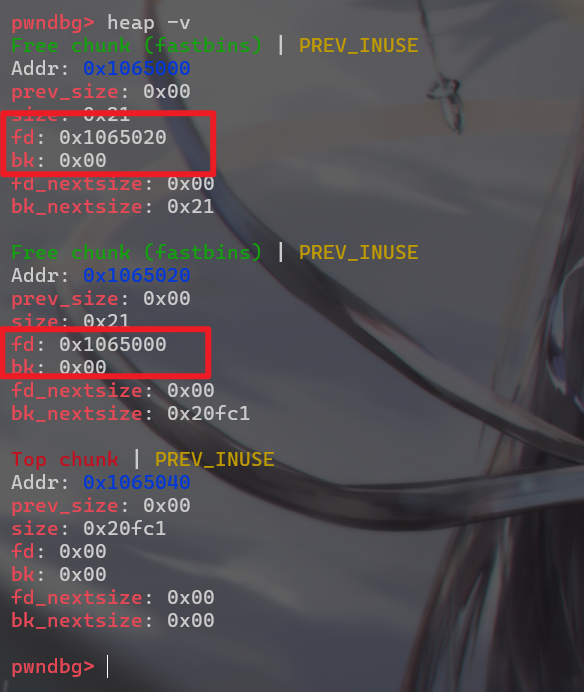 pwndbg> heap -v
Free chunk (fastbins) | PREV_INUSE
Addr: 0x1065000
prev_size: 0x00
size: 0x21
fd: 0x1065020
bk: 0x00
fd_nextsize: 0x00
bk_nextsize: 0x21
Free chunk (fastbins) | PREV_INUSE
Addr: 0x1065020
prev_size: 0x00
size: 0x21
fd: 0x1065000
bk: 0x00
fd_nextsize: 0x00
bk_nextsize: 0x20fc1
Top chunk | PREV_INUSE
Addr: 0x1065040
prev_size: 0x00
size: 0x20fc1
fd: 0x00
bk: 0x00
fd_nextsize: 0x00
bk_nextsize: 0x00
pwndbg>